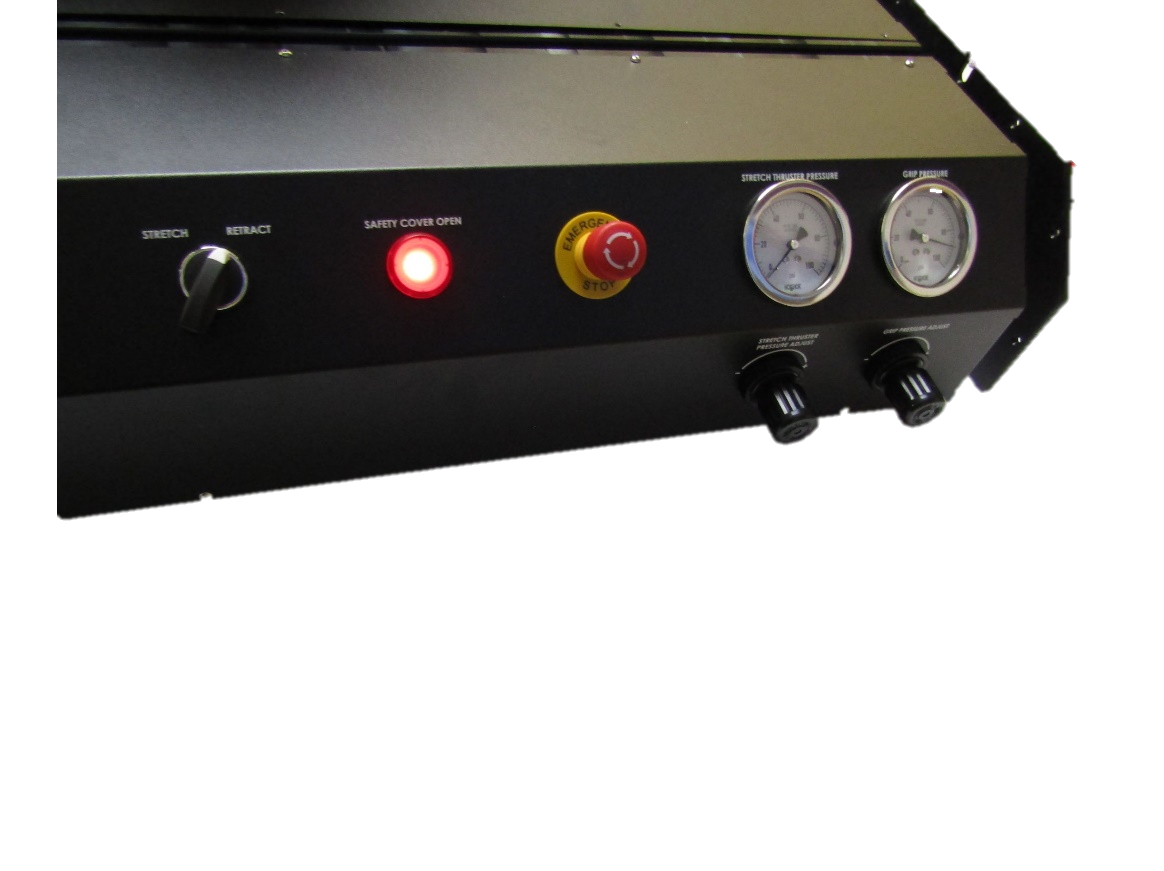 STRETCH
RETRACT
SAFETY COVER OPEN
EMERGENCY
STOP
STRETCH THRUSTER PRESSURE
GRIP PRESSURE
STRETCH THRUSTER
PRESSURE ADJUST
GRIP PRESSURE ADJUST